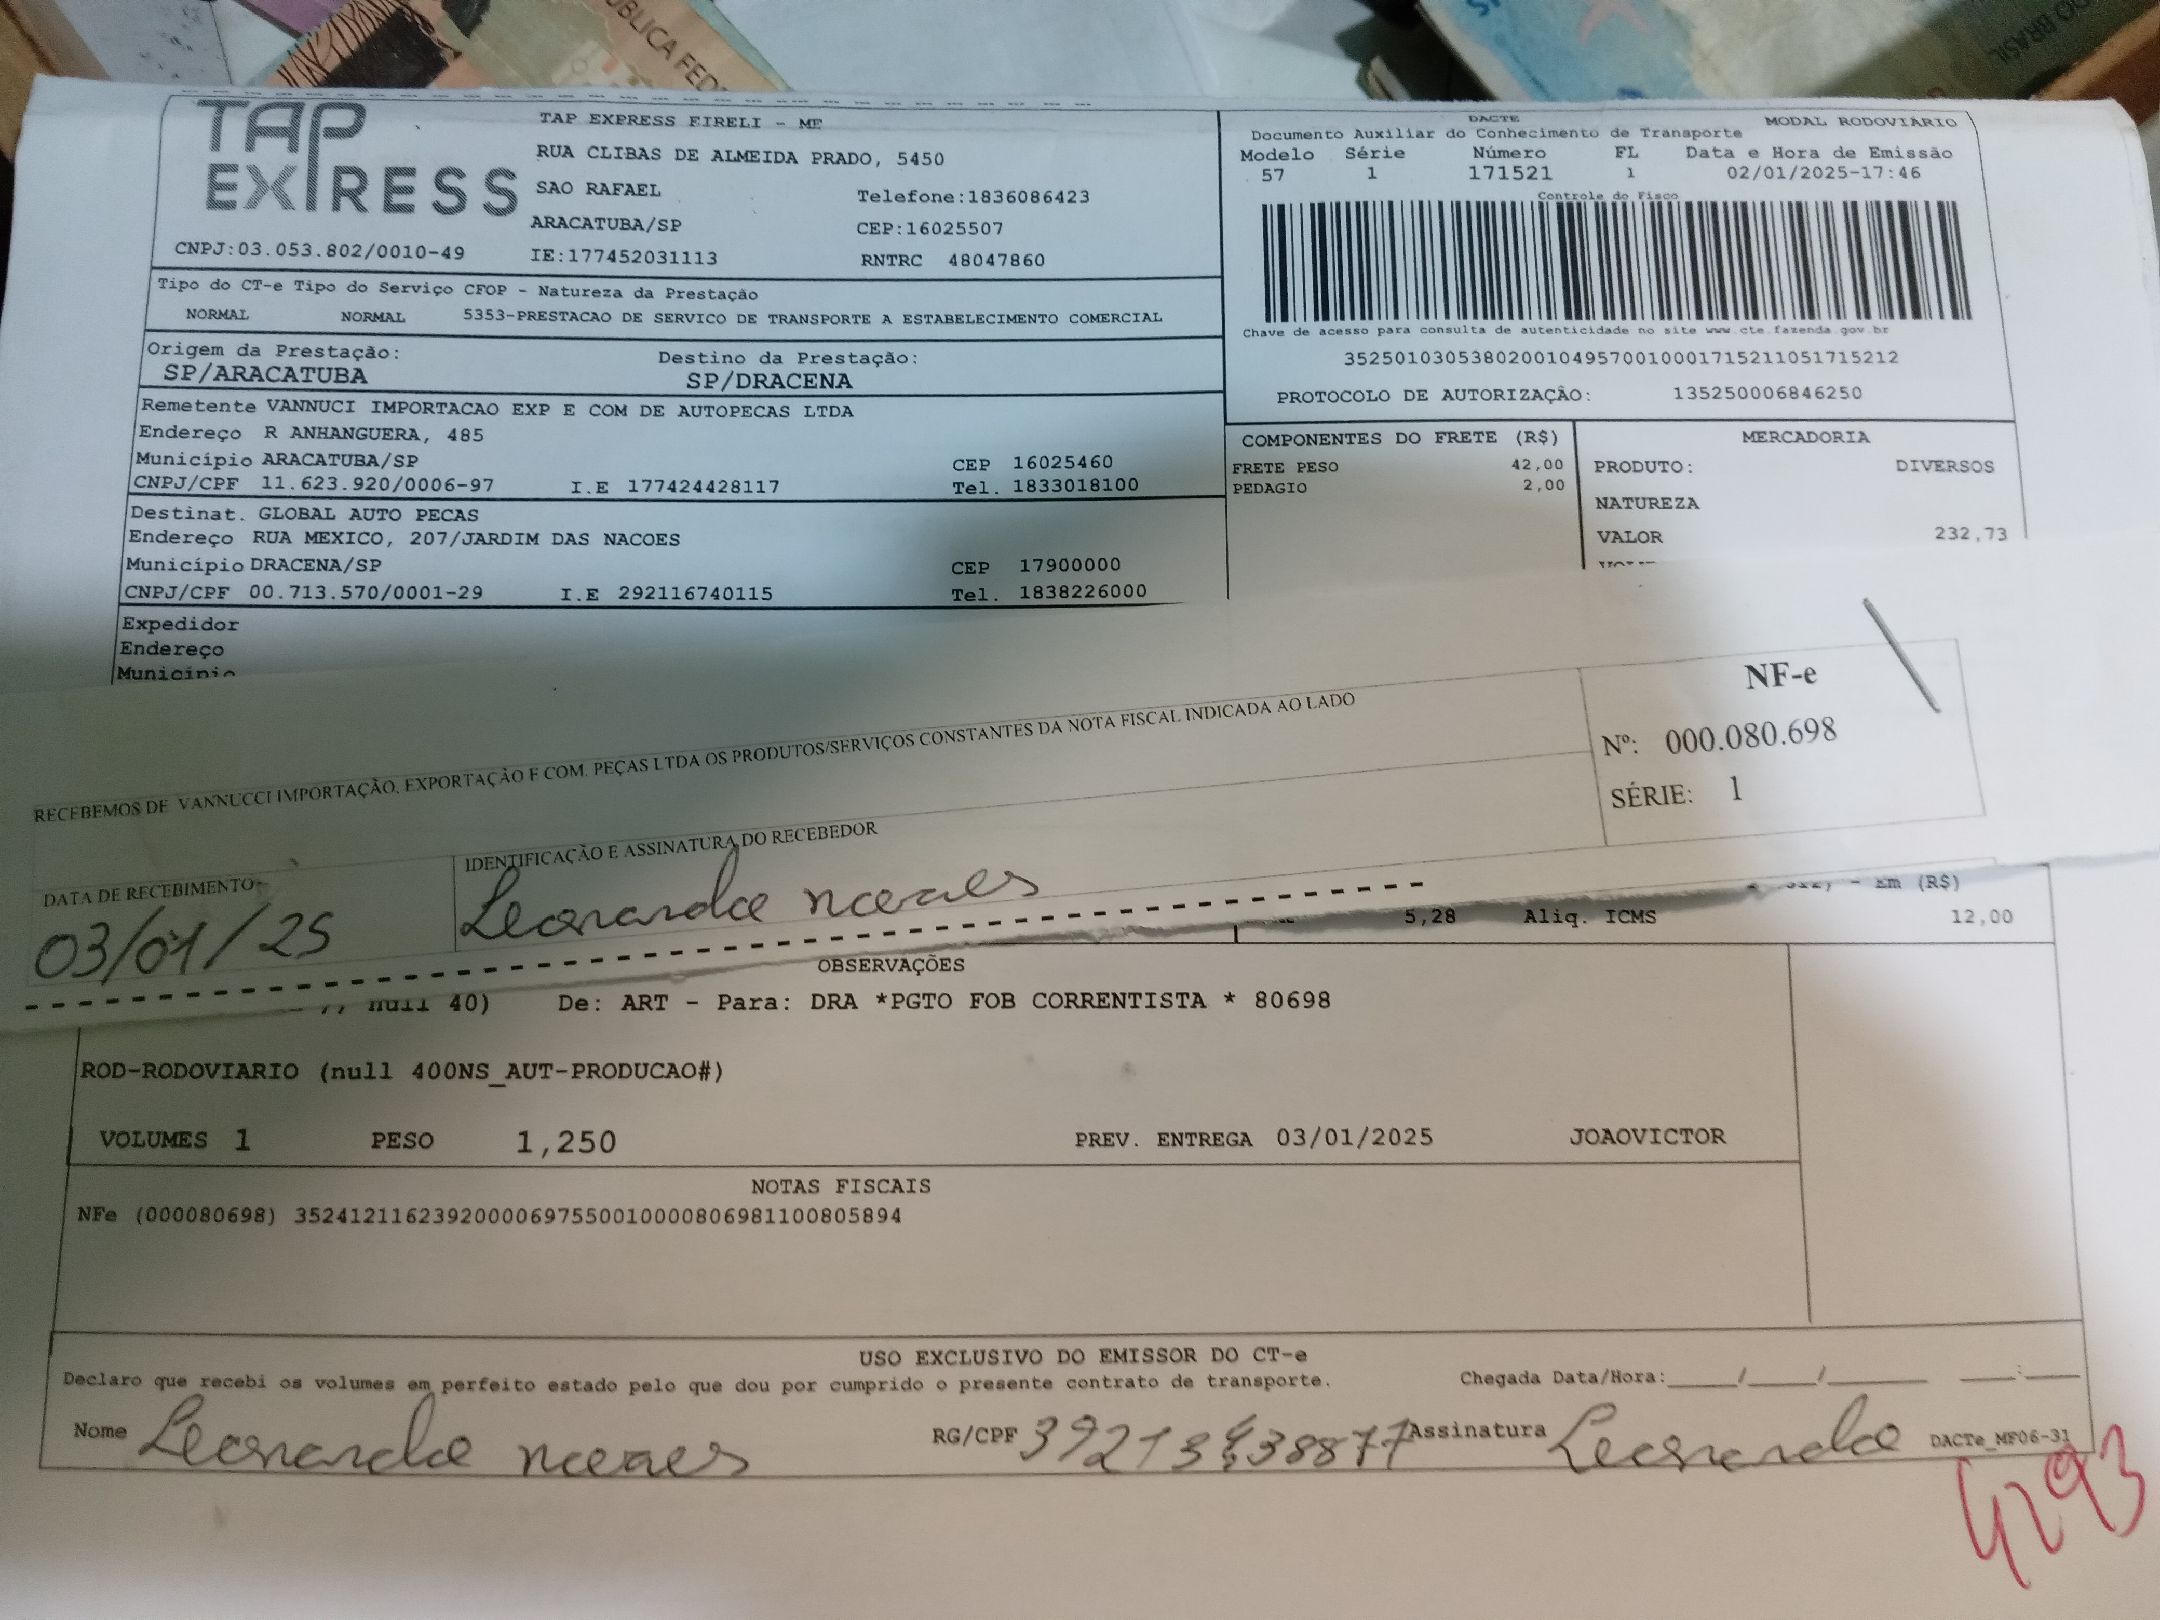 PÚBLICA FED
DO BRASIL
TAP EXPRESS
TAP EXPRESS EIRELI - ME
RUA CLIBAS DE ALMEIDA PRADO, 5450
SAO RAFAEL Telefone:1836086423
ARACATUBA/SP CEP:16025507
CNPJ:03.053.802/0010-49 IE:177452031113 RNTRC 48047860
DACTE MODAL RODOVIARIO
Documento Auxiliar do Conhecimento de Transporte
Modelo Série Número FL Data e Hora de Emissão
57 1 171521 1 02/01/2025-17:46
Controle do Fisco
Chave de acesso para consulta de autenticidade no site www.cte.fazenda.gov.br
35250103053802001049570010001715211051715212
PROTOCOLO DE AUTORIZAÇÃO: 135250006846250
Tipo do CT-e Tipo do Serviço CFOP - Natureza da Prestação
NORMAL NORMAL 5353-PRESTACAO DE SERVICO DE TRANSPORTE A ESTABELECIMENTO COMERCIAL
Origem da Prestação: Destino da Prestação:
SP/ARACATUBA SP/DRACENA
Remetente VANNUCI IMPORTACAO EXP E COM DE AUTOPECAS LTDA
Endereço R ANHANGUERA, 485
Município ARACATUBA/SP CEP 16025460
CNPJ/CPF 11.623.920/0006-97 I.E 177424428117 Tel. 1833018100
COMPONENTES DO FRETE (R$) MERCADORIA
FRETE PESO 42,00 PRODUTO: DIVERSOS
PEDAGIO 2,00 NATUREZA
VALOR 232,73
Destinat. GLOBAL AUTO PECAS
Endereço RUA MEXICO, 207/JARDIM DAS NACOES
Município DRACENA/SP CEP 17900000
CNPJ/CPF 00.713.570/0001-29 I.E 292116740115 Tel. 1838226000
Expedidor
Endereço
Município
RECEBEMOS DE VANNUCCI IMPORTAÇÃO, EXPORTAÇÃO E COM. PEÇAS LTDA OS PRODUTOS/SERVIÇOS CONSTANTES DA NOTA FISCAL INDICADA AO LADO
NF-e
Nº: 000.080.698
SÉRIE: 1
DATA DE RECEBIMENTO IDENTIFICAÇÃO E ASSINATURA DO RECEBEDOR
03/01/25 Leonardo
(R$)
5,28 Aliq. ICMS 12,00
OBSERVAÇÕES
null 40) De: ART - Para: DRA *PGTO FOB CORRENTISTA * 80698
ROD-RODOVIARIO (null 400NS_AUT-PRODUCAO#)
VOLUMES 1 PESO 1,250 PREV. ENTREGA 03/01/2025 JOAOVICTOR
NOTAS FISCAIS
NFe (000080698) 35241211623920000697550010000806981100805894
USO EXCLUSIVO DO EMISSOR DO CT-e
Declaro que recebi os volumes em perfeito estado pelo que dou por cumprido o presente contrato de transporte. Chegada Data/Hora:____/____/______ ___:___
Nome Leonardo RG/CPF Assinatura Leonardo DACTe_MF06-31
4293